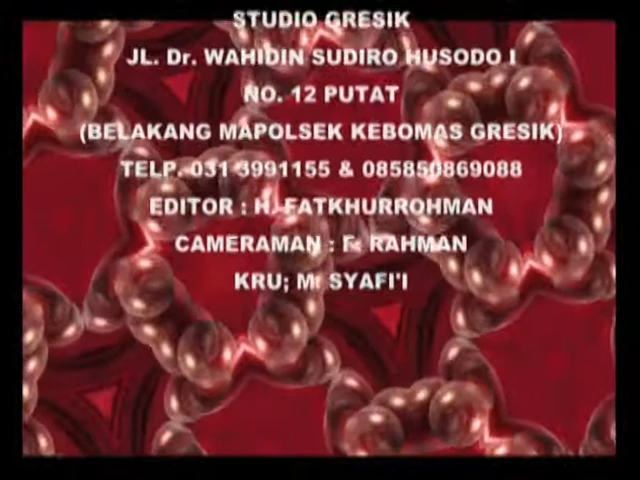 STUDIO GRESIK
JL. Dr. WAHIDIN SUDIRO HUSODO I
NO. 12 PUTAT
(BELAKANG MAPOLSEK KEBOMAS GRESIK)
TELP. 031 3991155 & 085850869088
EDITOR : H. FATKHURROHMAN
CAMERAMAN : F. RAHMAN
KRU; M SYAFI'I